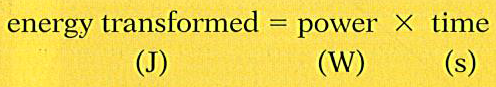 energy transformed = power × time
(J) (W) (s)